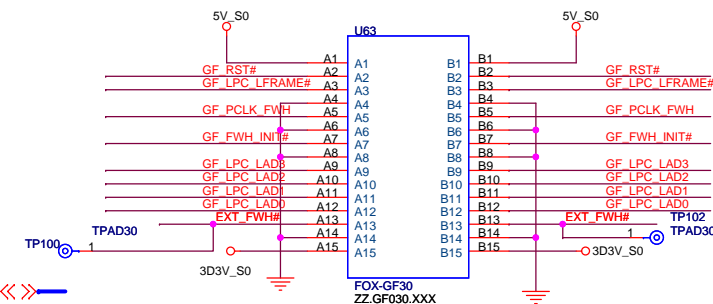 5V_S0 5V_S0
U63
A1 A1 B1 B1
GF_RST# A2 A2 B2 B2 GF_RST#
GF_LPC_LFRAME# A3 A3 B3 B3 GF_LPC_LFRAME#
A4 A4 B4 B4
GF_PCLK_FWH A5 A5 B5 B5 GF_PCLK_FWH
A6 A6 B6 B6
GF_FWH_INIT# A7 A7 B7 B7 GF_FWH_INIT#
A8 A8 B8 B8
GF_LPC_LAD3 A9 A9 B9 B9 GF_LPC_LAD3
GF_LPC_LAD2 A10 A10 B10 B10 GF_LPC_LAD2
GF_LPC_LAD1 A11 A11 B11 B11 GF_LPC_LAD1
GF_LPC_LAD0 A12 A12 B12 B12 GF_LPC_LAD0
EXT_FWH# A13 A13 B13 B13 EXT_FWH# TP102
TP100 TPAD30 1 A14 A14 B14 B14 1 TPAD30
3D3V_S0 A15 A15 B15 B15 3D3V_S0
FOX-GF30
ZZ.GF030.XXX